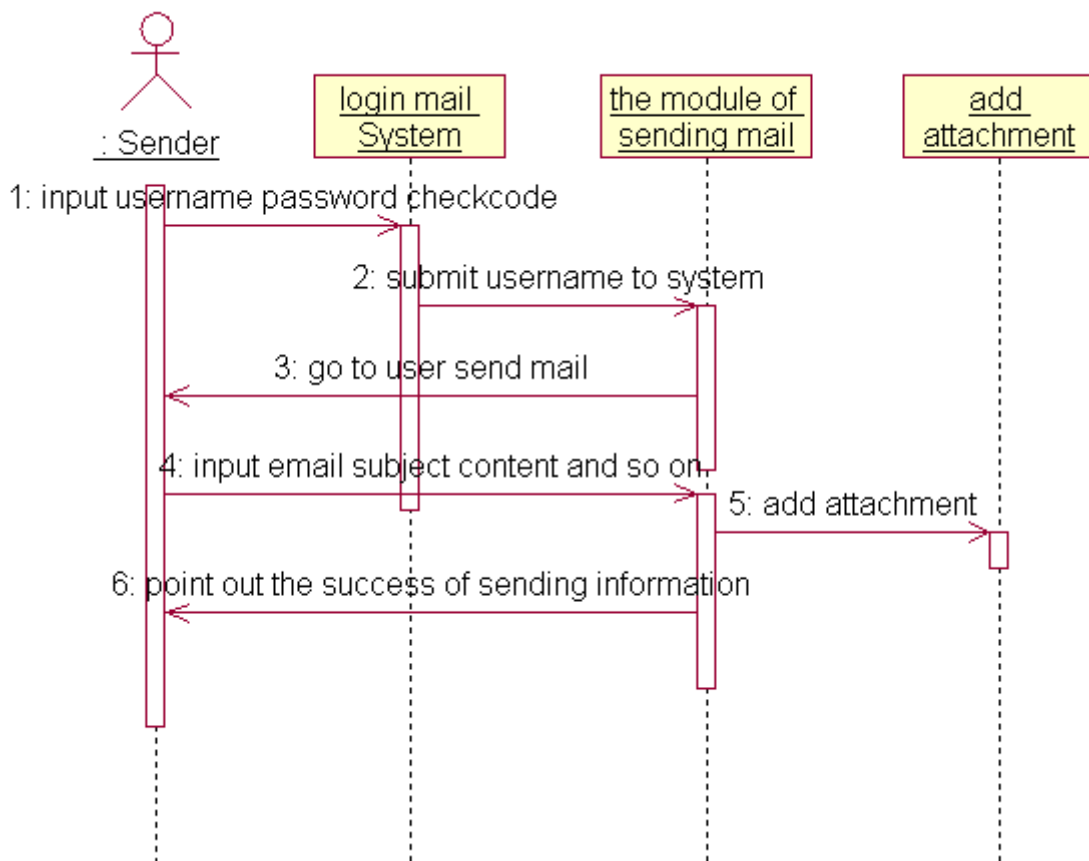 : Sender
login mail
System
the module of
sending mail
add
attachment
1: input username password checkcode
2: submit username to system
3: go to user send mail
4: input email subject content and so on
5: add attachment
6: point out the success of sending information